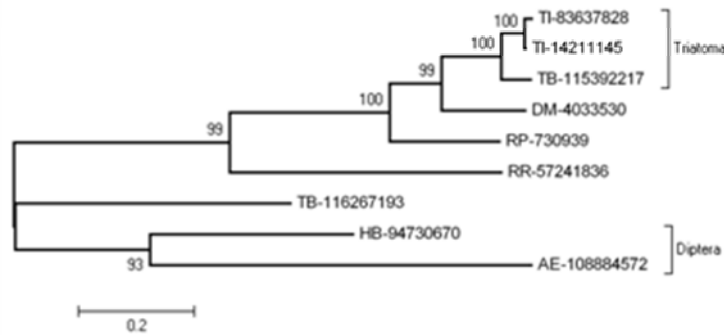 100 TI-83637828
100 TI-14211145 Triatoma
99 TB-115392217
100 DM-4033530
99 RP-730939
RR-57241836
TB-116267193
HB-94730670
93 AE-108884572 Diptera
0.2